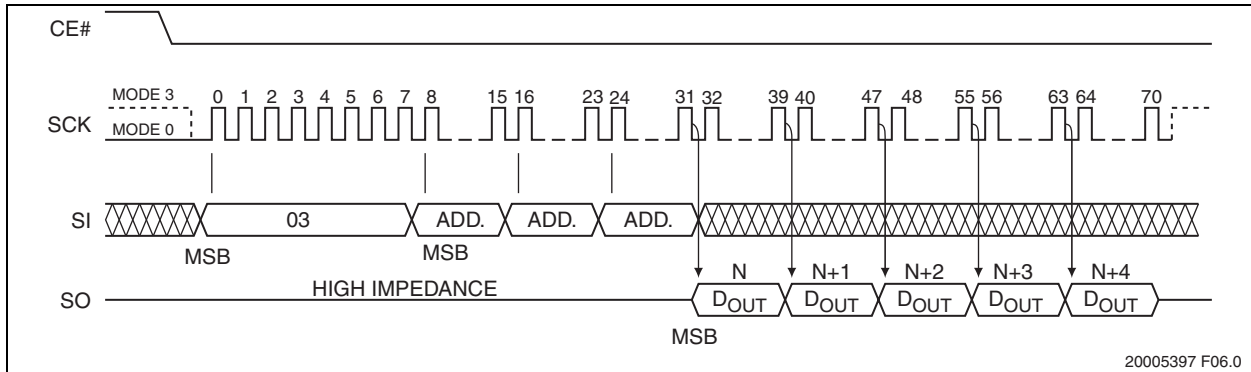 CE#
MODE 3
0 1 2 3 4 5 6 7 8 15 16 23 24 31 32 39 40 47 48 55 56 63 64 70
SCK
MODE 0
SI
03 ADD. ADD. ADD.
MSB MSB
N N+1 N+2 N+3 N+4
HIGH IMPEDANCE
SO
DOUT DOUT DOUT DOUT DOUT
MSB
20005397 F06.0